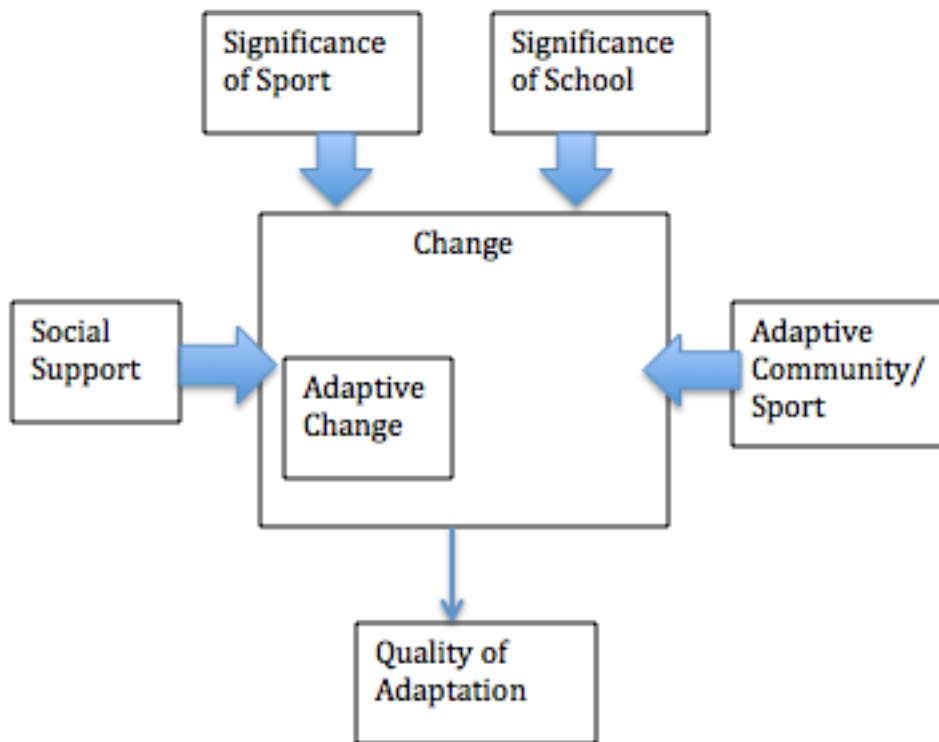 Significance
of Sport
Significance
of School
Change
Social
Support
Adaptive
Change
Adaptive
Community/
Sport
Quality of
Adaptation